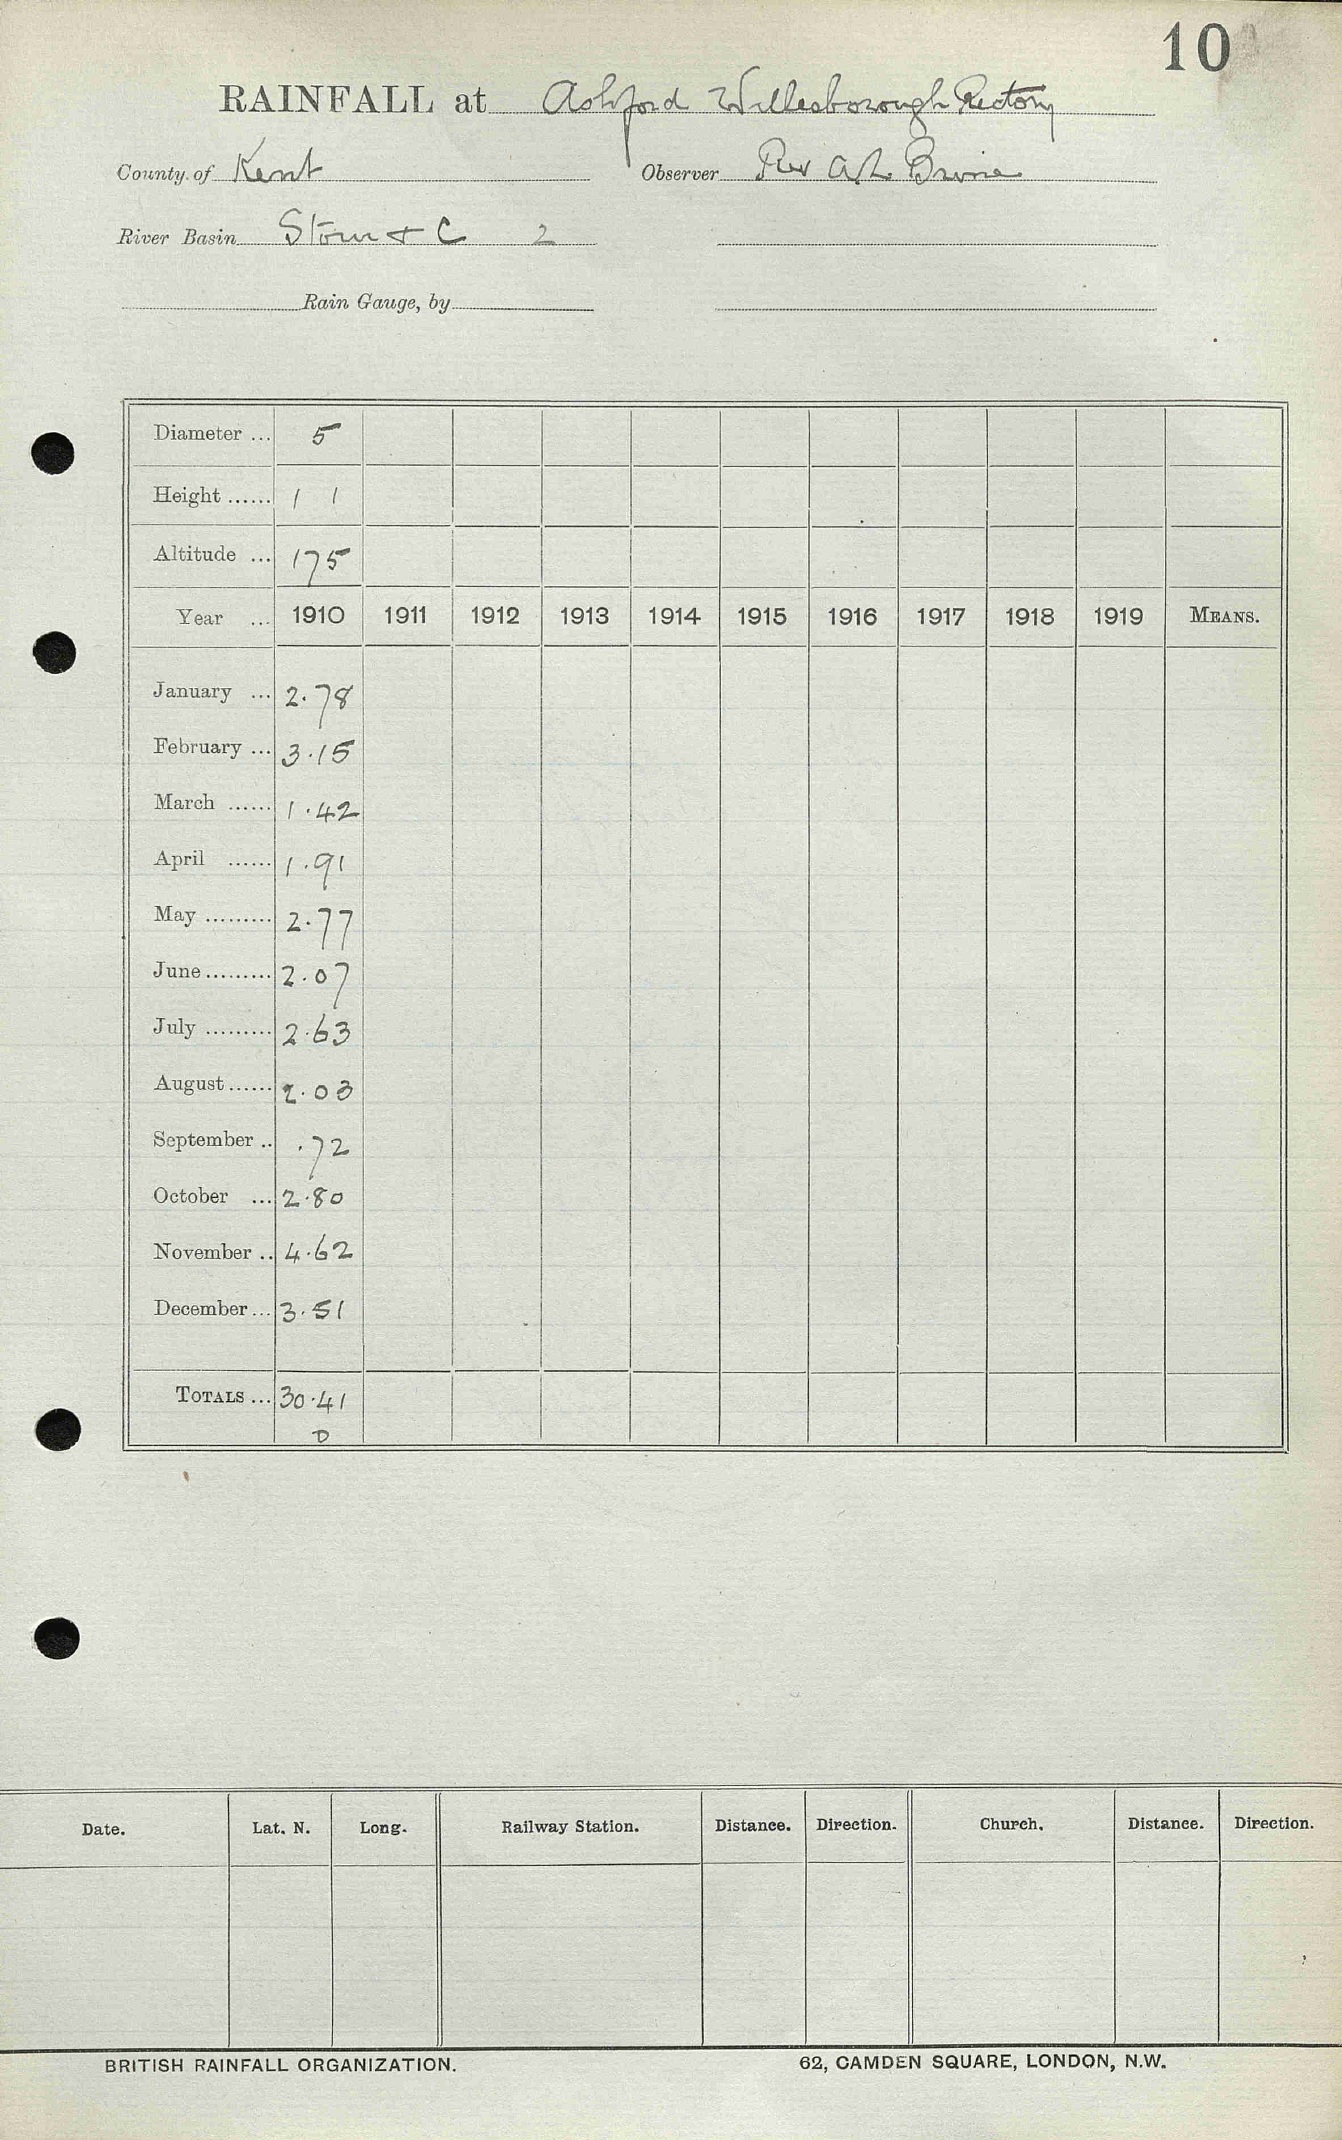 10
RAINFALL at Ashford Willesborough Rectory
County of Kent Observer Rev A L Brine
River Basin Stour & C 2
Rain Gauge, by
Diameter ... 5
Height ...... 1 1
Altitude ... 175
Year ... 1910 1911 1912 1913 1914 1915 1916 1917 1918 1919 MEANS.
January ... 2.78
February ... 3.15
March ...... 1.42
April ...... 1.91
May ......... 2.77
June ......... 2.07
July ......... 2.63
August ...... 2.03
September .. .72
October ... 2.80
November .. 4.62
December ... 3.51
TOTALS ... 30.41
D
Date. Lat. N. Long. Railway Station. Distance. Direction. Church. Distance. Direction.
BRITISH RAINFALL ORGANIZATION. 62, CAMDEN SQUARE, LONDON, N.W.